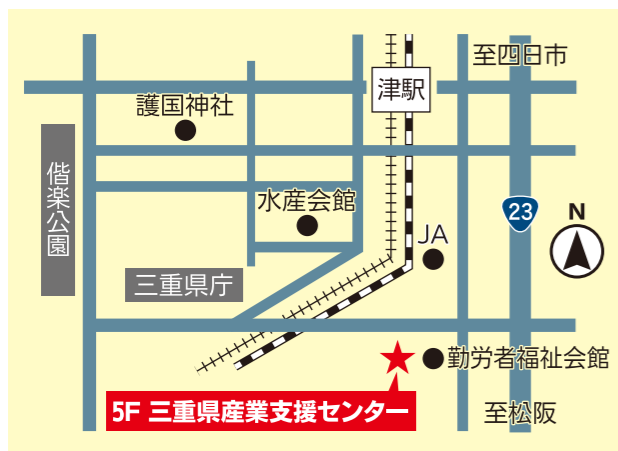 至四日市
津駅
護国神社
偕楽公園
水産会館
23
N
JA
三重県庁
勤労者福祉会館
5F 三重県産業支援センター
至松阪